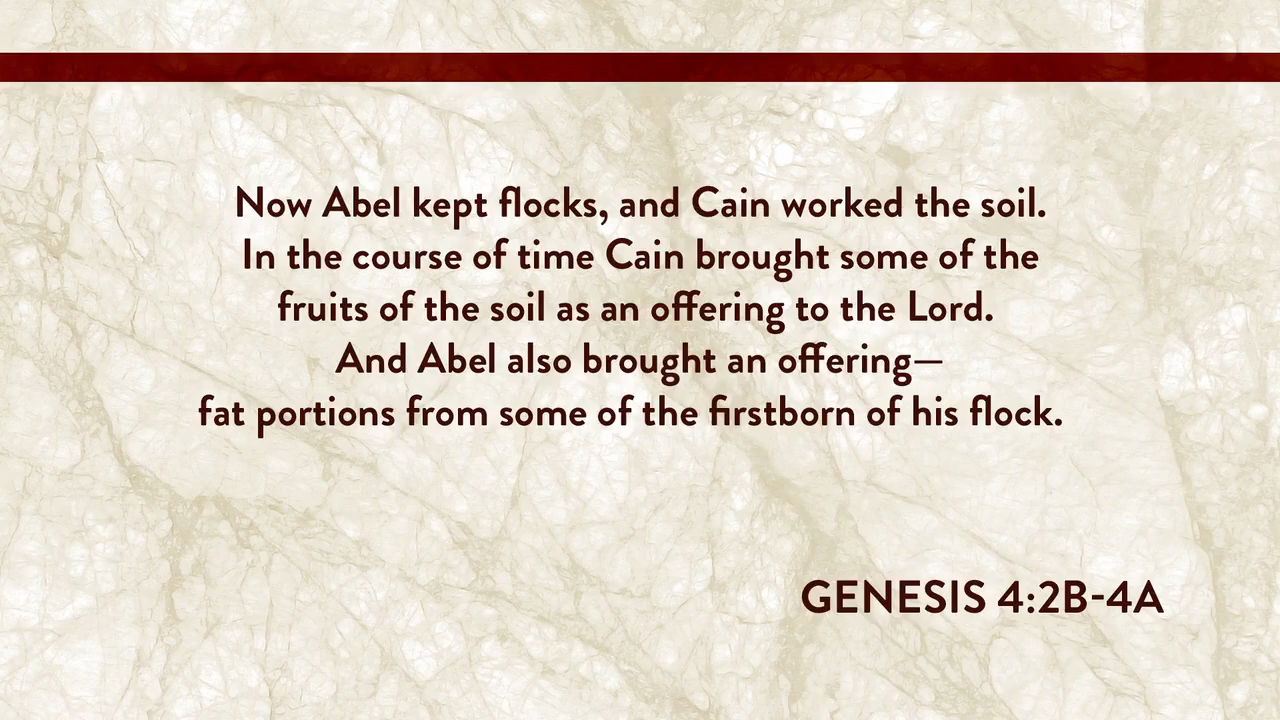 Now Abel kept flocks, and Cain worked the soil.
In the course of time Cain brought some of the
fruits of the soil as an offering to the Lord.
And Abel also brought an offering—
fat portions from some of the firstborn of his flock.
GENESIS 4:2B-4A